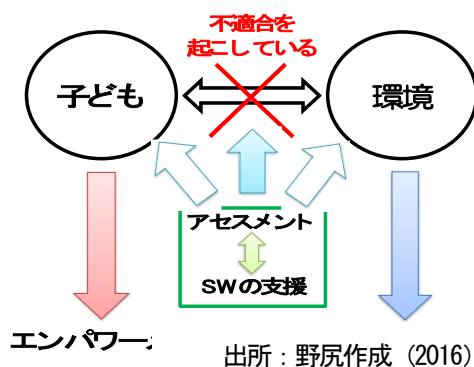 不適合を
起こしている
子ども
環境
アセスメント
SWの支援
エンパワー
出所：野尻作成（2016）